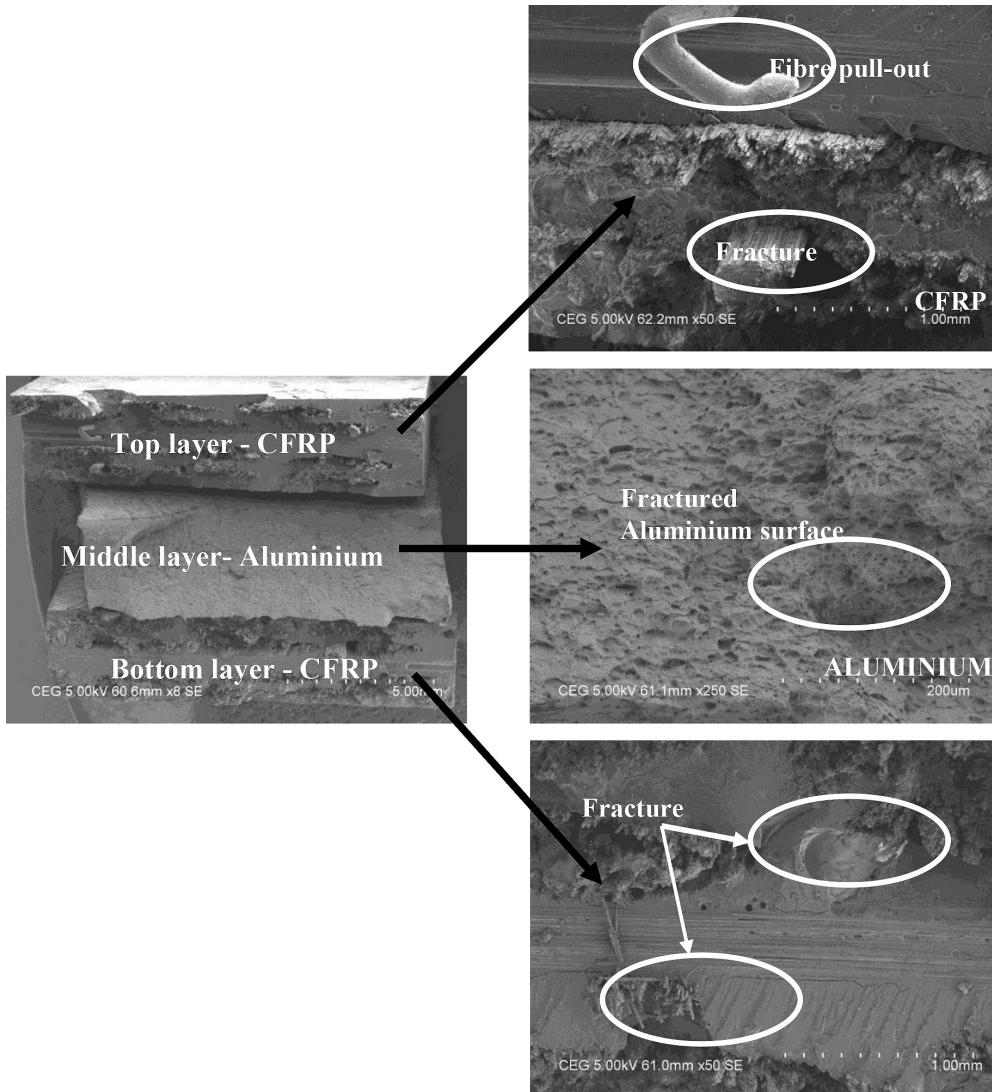 Fibre pull-out
Fracture
CFRP
CEG 5.00kV 62.2mm x50 SE
1.00mm
Top layer - CFRP
Middle layer- Aluminium
Bottom layer - CFRP
CEG 5.00kV 60.6mm x8 SE
5.00mm
Fractured
Aluminium surface
ALUMINIUM
CEG 5.00kV 61.1mm x250 SE
200um
Fracture
CEG 5.00kV 61.0mm x50 SE
1.00mm